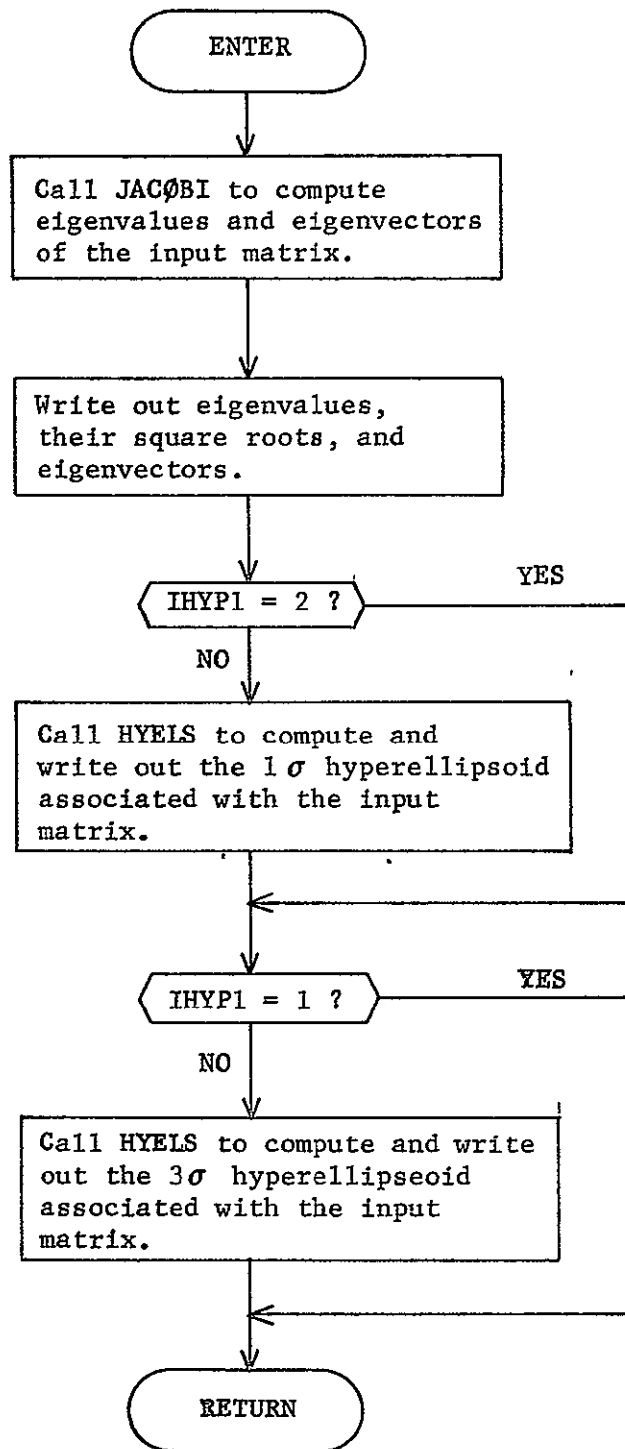 ENTER
Call JACØBI to compute
eigenvalues and eigenvectors
of the input matrix.
Write out eigenvalues,
their square roots, and
eigenvectors.
IHYP1 = 2 ?
YES
NO
Call HYELS to compute and
write out the 1σ hyperellipsoid
associated with the input
matrix.
IHYP1 = 1 ?
YES
NO
Call HYELS to compute and write
out the 3σ hyperellipseoid
associated with the input
matrix.
RETURN